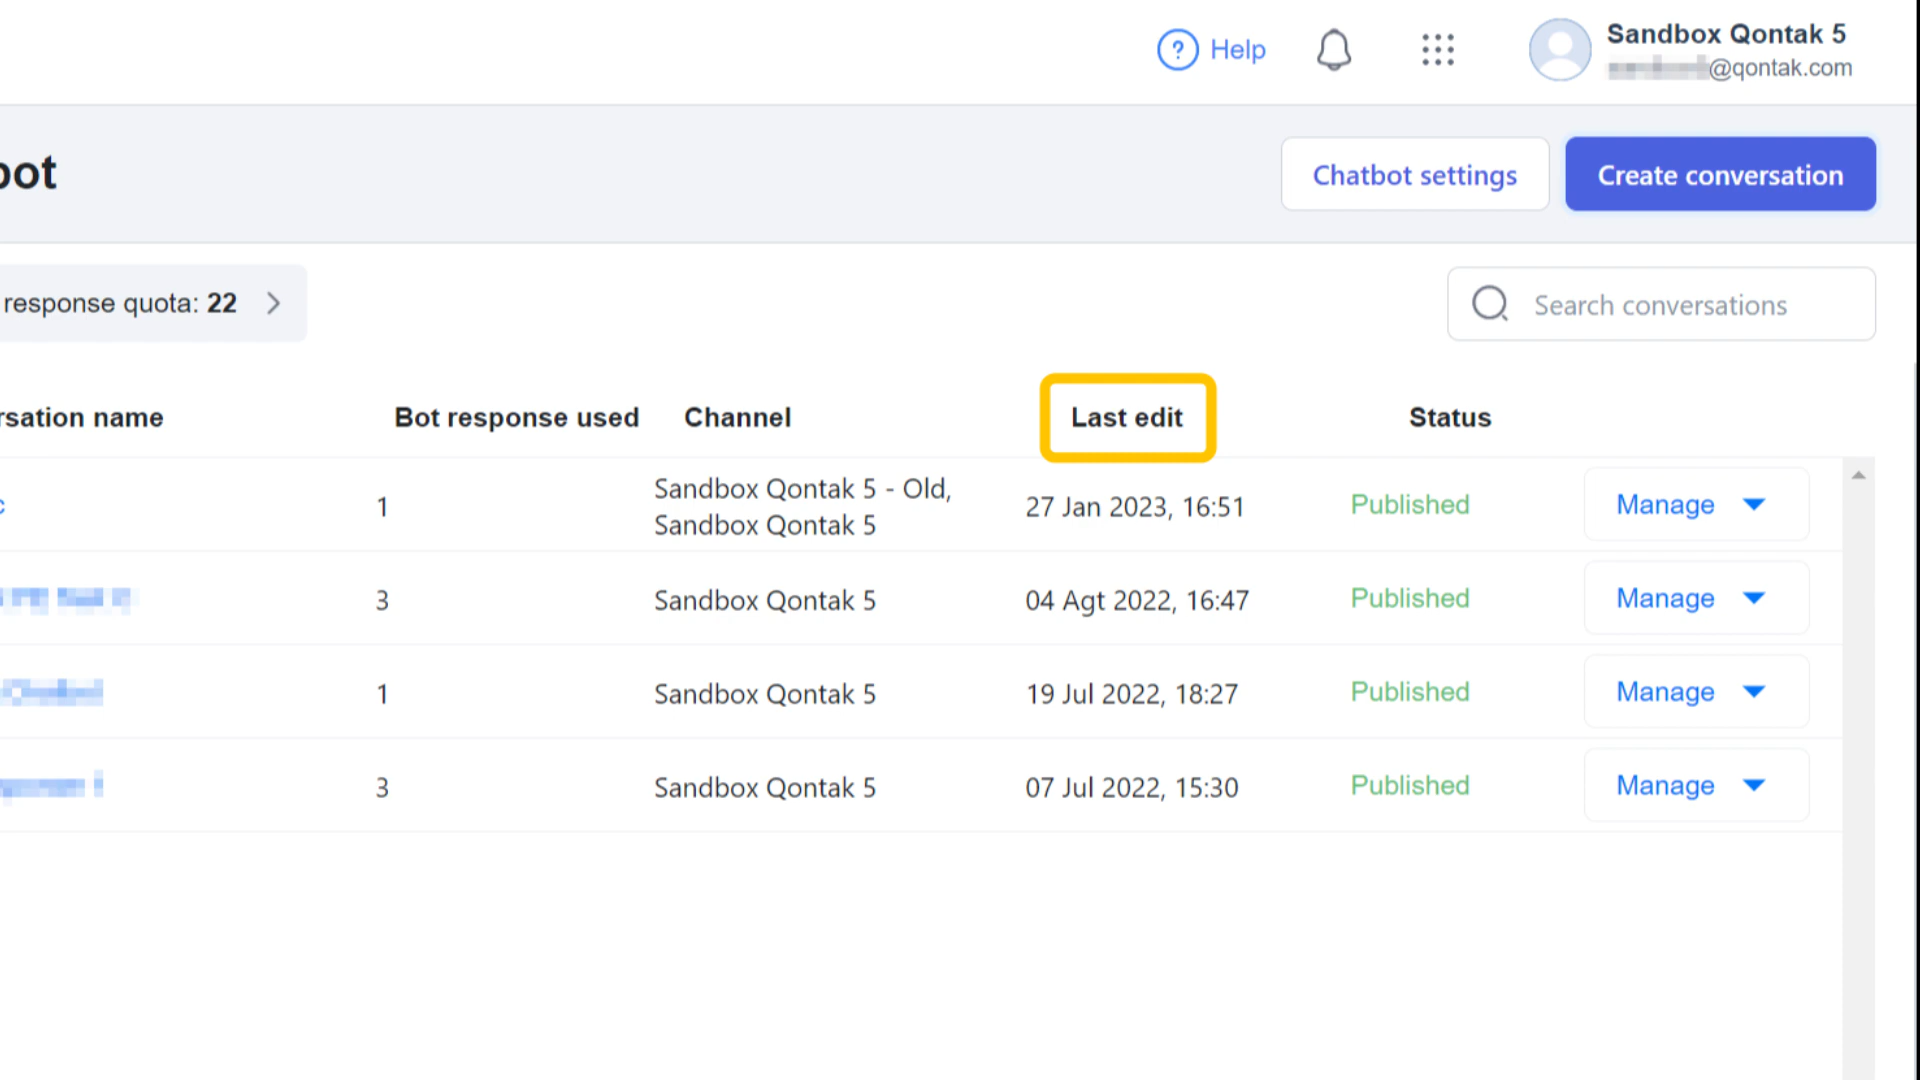 Help
Sandbox Qontak 5
@qontak.com
bot
Chatbot settings
Create conversation
response quota: 22
Search conversations
rsation name
Bot response used
Channel
Last edit
Status
1
Sandbox Qontak 5 - Old,
Sandbox Qontak 5
27 Jan 2023, 16:51
Published
Manage
3
Sandbox Qontak 5
04 Agt 2022, 16:47
Published
Manage
1
Sandbox Qontak 5
19 Jul 2022, 18:27
Published
Manage
3
Sandbox Qontak 5
07 Jul 2022, 15:30
Published
Manage